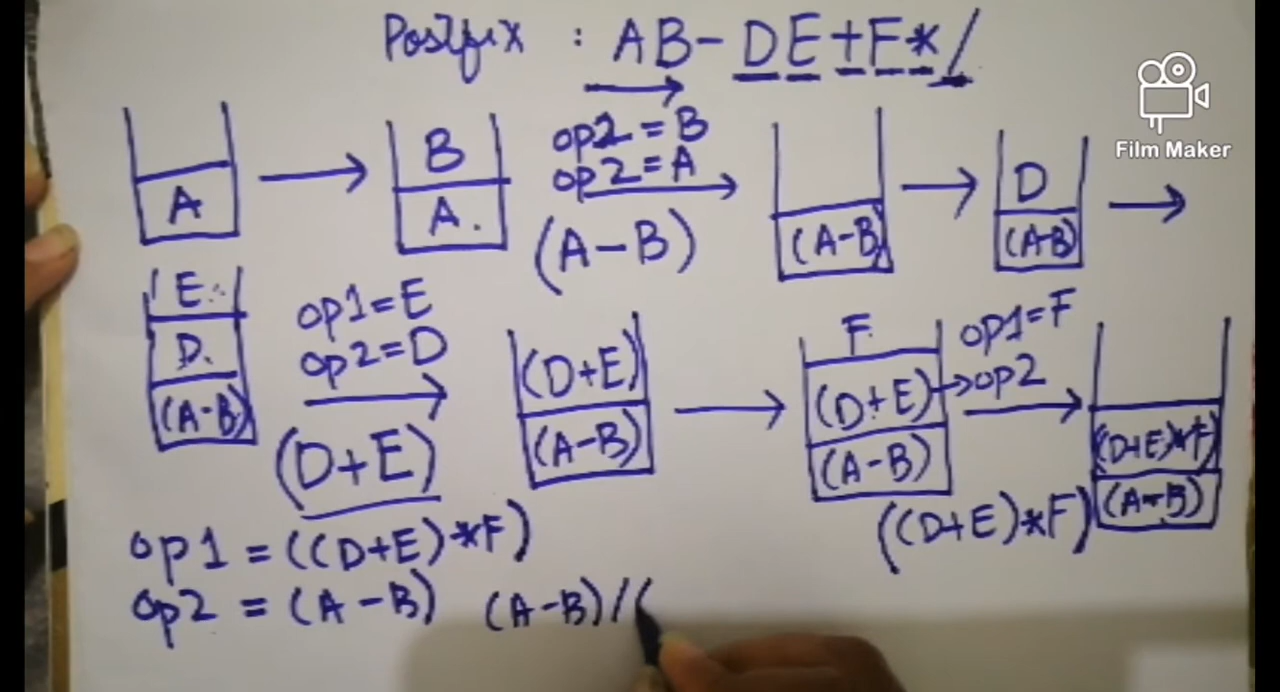 Postfix : AB- DE+F*/
Film Maker
A
B
A.
op2 = B
op2 = A
(A-B)
(A-B)
D
(A-B)
E.
D.
(A-B)
op1=E
op2=D
(D+E)
(D+E)
(A-B)
F.
(D+E)
(A-B)
op1=F
op2
((D+E)*F)
((D+E)*F)
(A-B)
op1 = ((D+E)*F)
op2 = (A-B) (A-B)/(